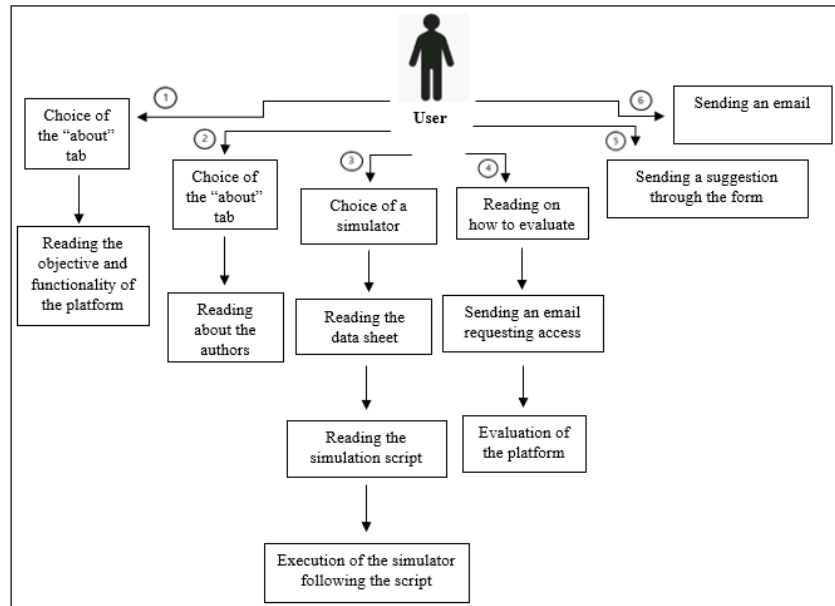 User
1
Choice of
the “about”
tab
Reading the
objective and
functionality of
the platform
2
Choice of
the “about”
tab
Reading
about the
authors
3
Choice of a
simulator
Reading the
data sheet
Reading the
simulation script
Execution of the simulator
following the script
4
Reading on
how to evaluate
Sending an email
requesting access
Evaluation of
the platform
5
Sending a suggestion
through the form
6
Sending an email